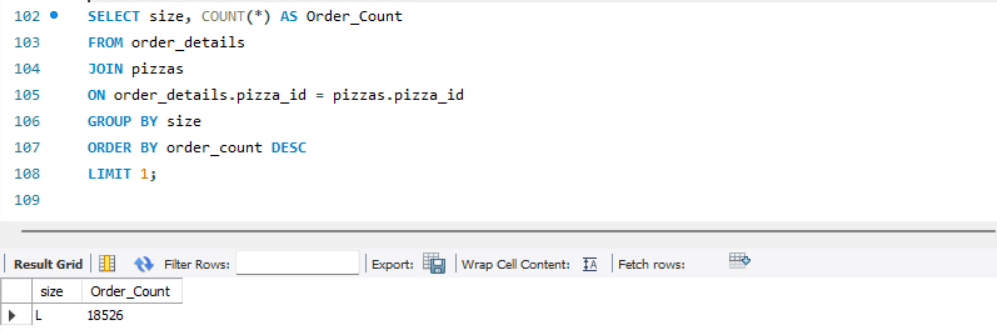 102 SELECT size, COUNT(*) AS Order_Count
103 FROM order_details
104 JOIN pizzas
105 ON order_details.pizza_id = pizzas.pizza_id
106 GROUP BY size
107 ORDER BY order_count DESC
108 LIMIT 1;
109
Result Grid Filter Rows: Export: Wrap Cell Content: IA Fetch rows:
size Order_Count
L 18526